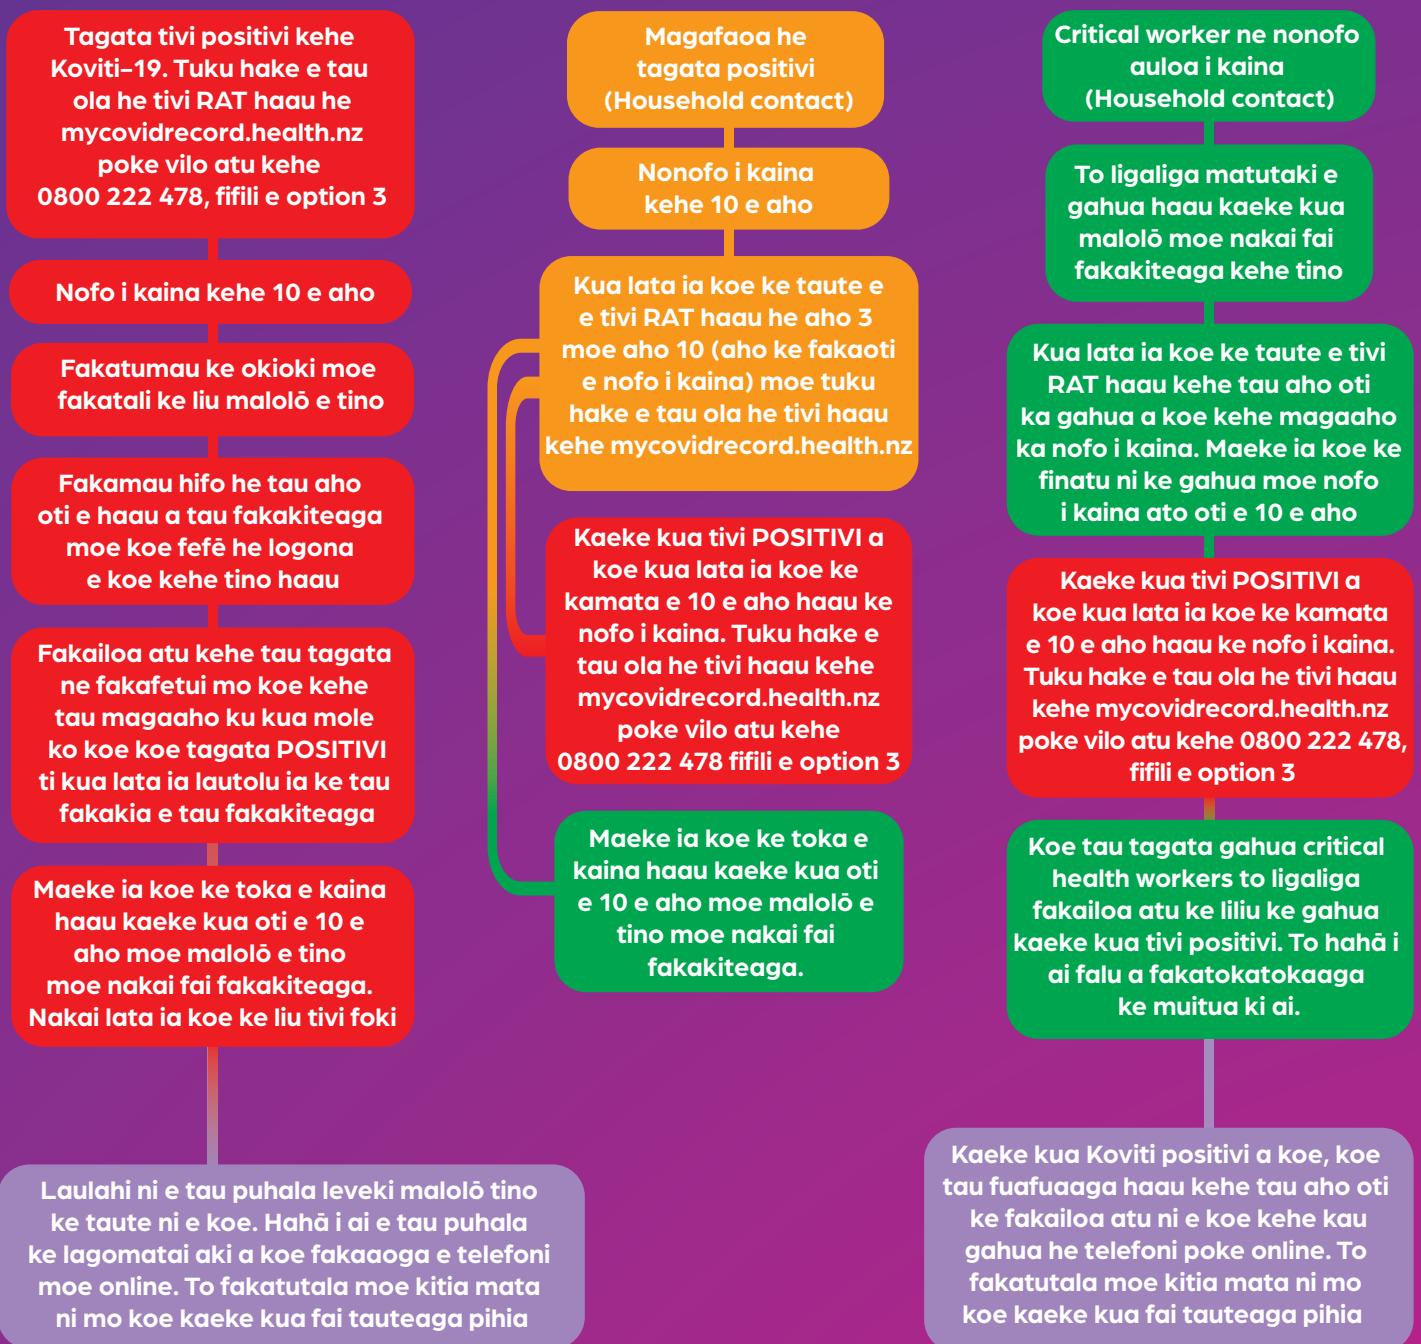 Tagata tivi positivi kehe
Koviti-19. Tuku hake e tau
ola he tivi RAT haau he
mycovidrecord.health.nz
poke vilo atu kehe
0800 222 478, fifili e option 3
Nofo i kaina kehe 10 e aho
Fakatumau ke okioki moe
fakatali ke liu malolō e tino
Fakamau hifo he tau aho
oti e haau a tau fakakiteaga
moe koe fefē he logona
e koe kehe tino haau
Fakailoa atu kehe tau tagata
ne fakafetui mo koe kehe
tau magaaho ku kua mole
ko koe koe tagata POSITIVI
ti kua lata ia lautolu ia ke tau
fakakia e tau fakakiteaga
Maeke ia koe ke toka e kaina
haau kaeke kua oti e 10 e
aho moe malolō e tino
moe nakai fai fakakiteaga.
Nakai lata ia koe ke liu tivi foki
Laulahi ni e tau puhala leveki malolō tino
ke taute ni e koe. Hahā i ai e tau puhala
ke lagomatai aki a koe fakaaoga e telefoni
moe online. To fakatutala moe kitia mata
ni mo koe kaeke kua fai tauteaga pihia
Magafaoa he
tagata positivi
(Household contact)
Nonofo i kaina
kehe 10 e aho
Kua lata ia koe ke taute e
e tivi RAT haau he aho 3
moe aho 10 (aho ke fakaoti
e nofo i kaina) moe tuku
hake e tau ola he tivi haau
kehe mycovidrecord.health.nz
Kaeke kua tivi POSITIVI a
koe kua lata ia koe ke
kamata e 10 e aho haau ke
nofo i kaina. Tuku hake e
tau ola he tivi haau kehe
mycovidrecord.health.nz
poke vilo atu kehe
0800 222 478 fifili e option 3
Maeke ia koe ke toka e
kaina haau kaeke kua oti
e 10 e aho moe malolō e
tino moe nakai fai
fakakiteaga.
Critical worker ne nonofo
auloa i kaina
(Household contact)
To ligaliga matutaki e
gahua haau kaeke kua
malolō moe nakai fai
fakakiteaga kehe tino
Kua lata ia koe ke taute e tivi
RAT haau kehe tau aho oti
ka gahua a koe kehe magaaho
ka nofo i kaina. Maeke ia koe ke
finatu ni ke gahua moe nofo
i kaina ato oti e 10 e aho
Kaeke kua tivi POSITIVI a
koe kua lata ia koe ke kamata
e 10 e aho haau ke nofo i kaina.
Tuku hake e tau ola he tivi haau
kehe mycovidrecord.health.nz
poke vilo atu kehe 0800 222 478,
fifili e option 3
Koe tau tagata gahua critical
health workers to ligaliga
fakailoa atu ke liliu ke gahua
kaeke kua tivi positivi. To hahā i
ai falu a fakatokatokaaga
ke muitua ki ai.
Kaeke kua Koviti positivi a koe, koe
tau fuafuaaga haau kehe tau aho oti
ke fakailoa atu ni e koe kehe kau
gahua he telefoni poke online. To
fakatutala moe kitia mata ni mo
koe kaeke kua fai tauteaga pihia